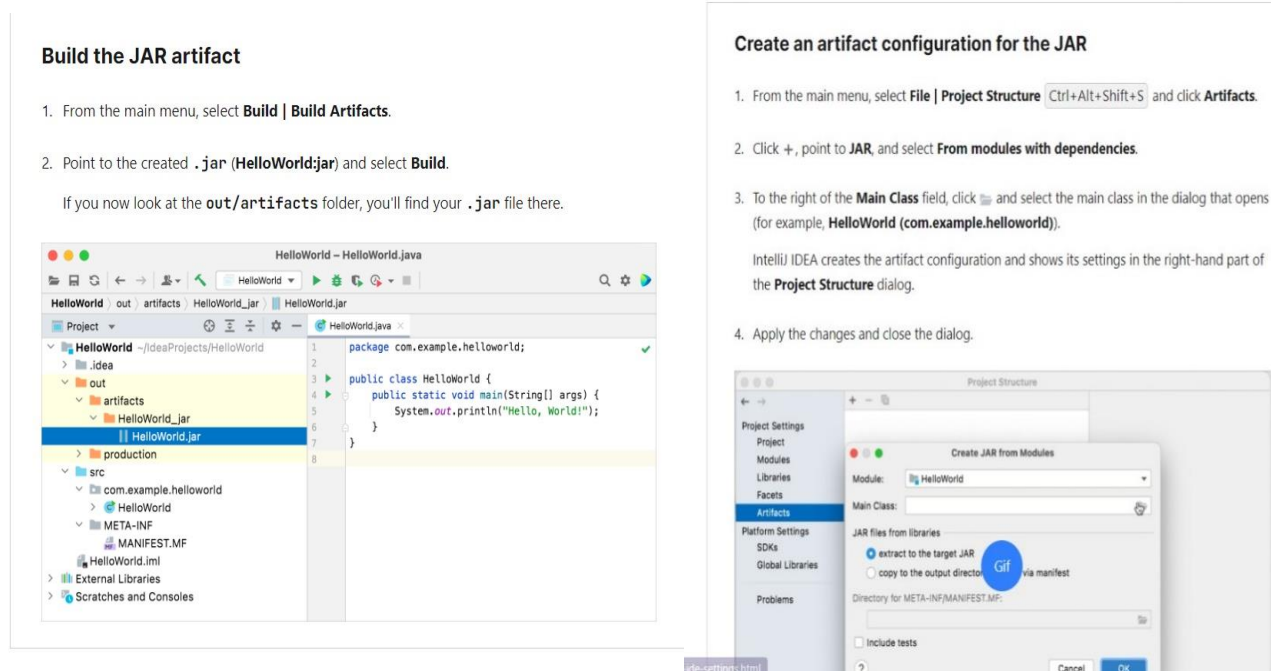 Build the JAR artifact
1. From the main menu, select Build | Build Artifacts.
2. Point to the created .jar (HelloWorld:jar) and select Build.
If you now look at the out/artifacts folder, you'll find your .jar file there.
HelloWorld – HelloWorld.java
HelloWorld
HelloWorld out artifacts HelloWorld_jar HelloWorld.jar
Project
HelloWorld.java
HelloWorld ~/IdeaProjects/HelloWorld
.idea
out
artifacts
HelloWorld_jar
HelloWorld.jar
production
src
com.example.helloworld
HelloWorld
META-INF
MANIFEST.MF
HelloWorld.iml
External Libraries
Scratches and Consoles
1 package com.example.helloworld;
2
3 public class HelloWorld {
4 public static void main(String[] args) {
5 System.out.println("Hello, World!");
6 }
7 }
8
Create an artifact configuration for the JAR
1. From the main menu, select File | Project Structure Ctrl+Alt+Shift+S and click Artifacts.
2. Click +, point to JAR, and select From modules with dependencies.
3. To the right of the Main Class field, click and select the main class in the dialog that opens
(for example, HelloWorld (com.example.helloworld)).
IntelliJ IDEA creates the artifact configuration and shows its settings in the right-hand part of
the Project Structure dialog.
4. Apply the changes and close the dialog.
Project Structure
Project Settings
Project
Modules
Libraries
Facets
Artifacts
Platform Settings
SDKs
Global Libraries
Problems
Create JAR from Modules
Module: HelloWorld
Main Class:
JAR files from libraries
extract to the target JAR
copy to the output director via manifest
Gif
Directory for META-INF/MANIFEST.MF:
Include tests
?
Cancel OK
ide-settings.html